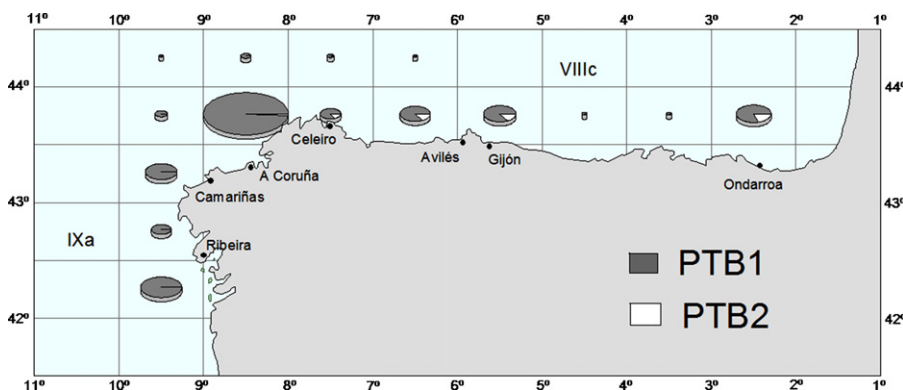 11º 10º 9º 8º 7º 6º 5º 4º 3º 2º 1º
VIIIc
44º 44º
Celeiro
Avilés
Gijón
A Coruña
Ondarroa
Camariñas
43º 43º
IXa
Ribeira
PTB1
PTB2
42º 42º
11º 10º 9º 8º 7º 6º 5º 4º 3º 2º 1º